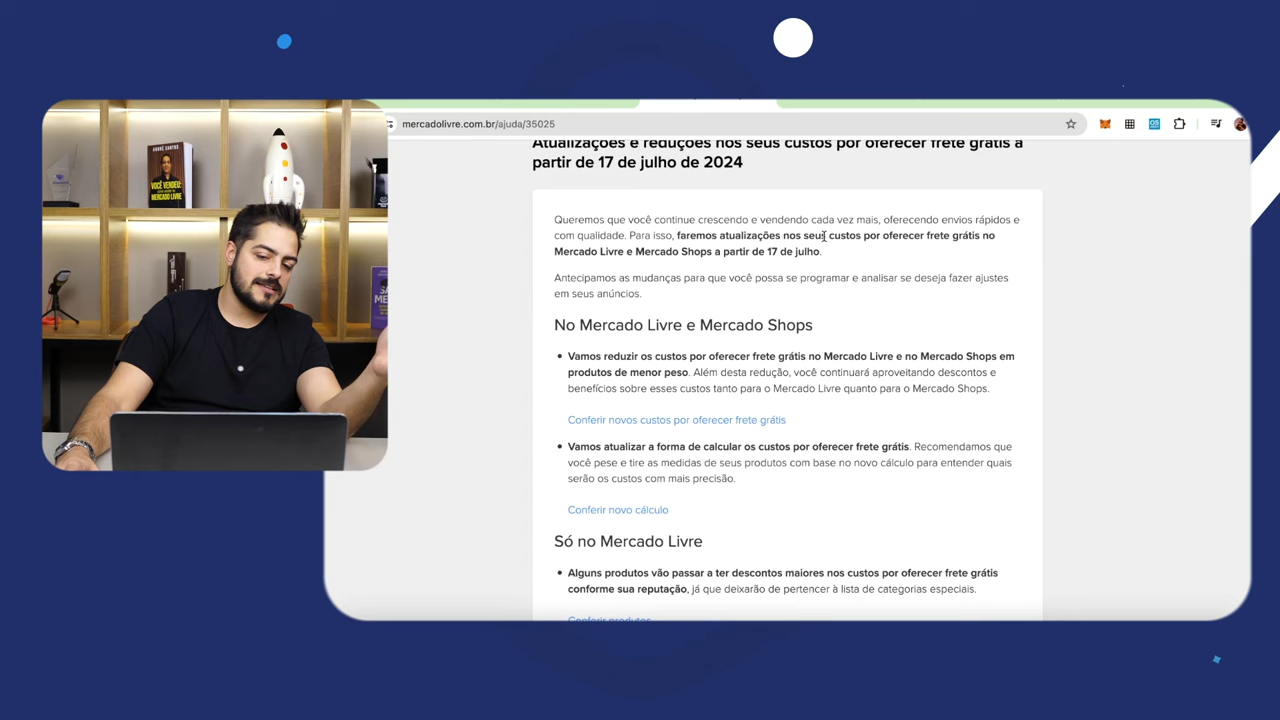 ANDRÉ SANTOS
VOCÊ VENDEU:
MERCADO LIVRE
mercadolivre.com.br/ajuda/35025
Atualizações e reduções nos seus custos por oferecer frete grátis a
partir de 17 de julho de 2024
Queremos que você continue crescendo e vendendo cada vez mais, oferecendo envios rápidos e
com qualidade. Para isso, faremos atualizações nos seus custos por oferecer frete grátis no
Mercado Livre e Mercado Shops a partir de 17 de julho.
Antecipamos as mudanças para que você possa se programar e analisar se deseja fazer ajustes
em seus anúncios.
No Mercado Livre e Mercado Shops
• Vamos reduzir os custos por oferecer frete grátis no Mercado Livre e no Mercado Shops em
produtos de menor peso. Além desta redução, você continuará aproveitando descontos e
benefícios sobre esses custos tanto para o Mercado Livre quanto para o Mercado Shops.
Conferir novos custos por oferecer frete grátis
• Vamos atualizar a forma de calcular os custos por oferecer frete grátis. Recomendamos que
você pese e tire as medidas de seus produtos com base no novo cálculo para entender quais
serão os custos com mais precisão.
Conferir novo cálculo
Só no Mercado Livre
• Alguns produtos vão passar a ter descontos maiores nos custos por oferecer frete grátis
conforme sua reputação, já que deixarão de pertencer à lista de categorias especiais.
Conferir produtos